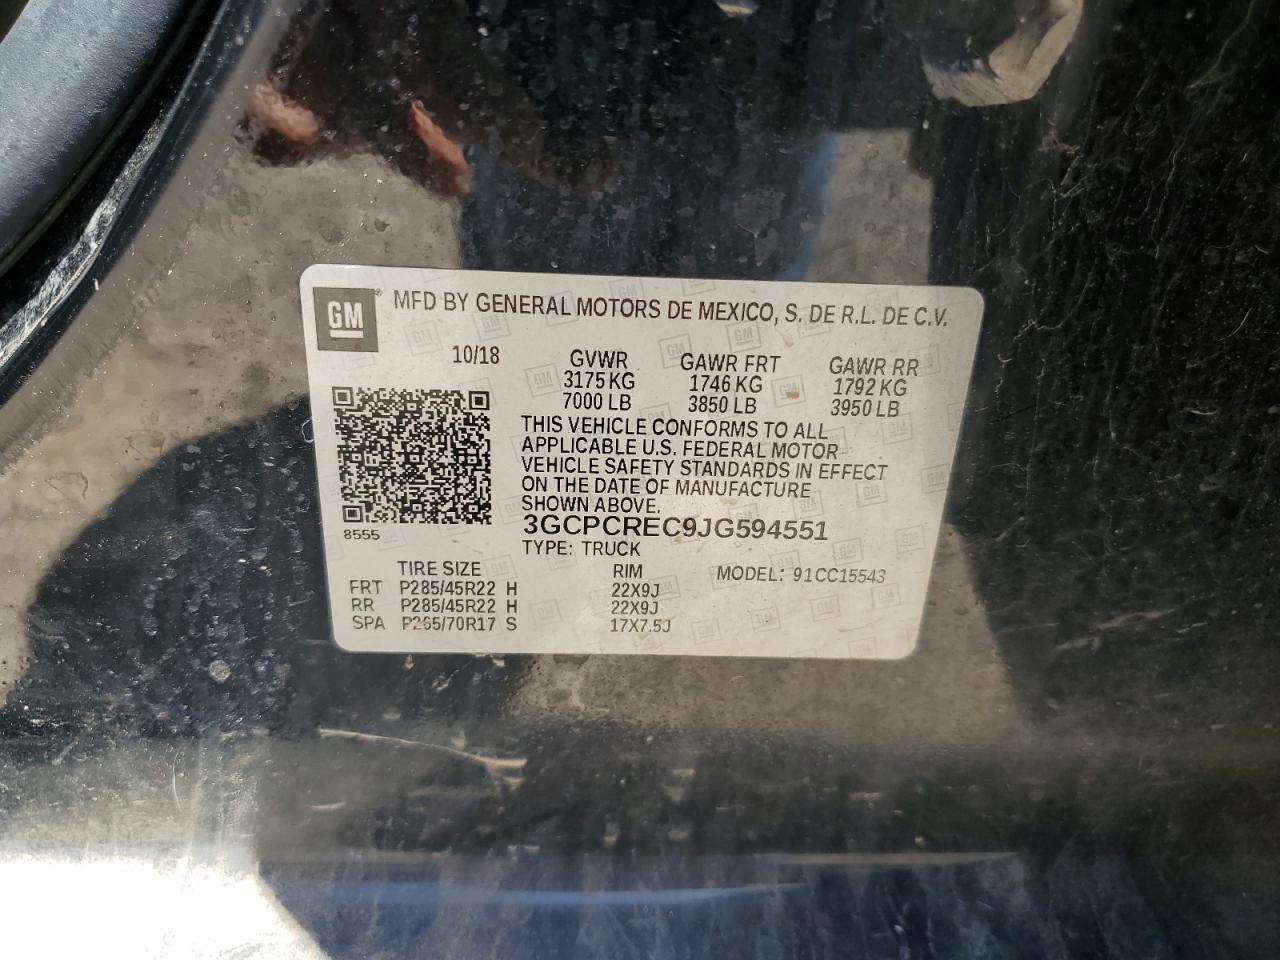 GM® MFD BY GENERAL MOTORS DE MEXICO, S. DE R.L. DE C.V.
10/18 GVWR GAWR FRT GAWR RR
3175 KG 1746 KG 1792 KG
7000 LB 3850 LB 3950 LB
THIS VEHICLE CONFORMS TO ALL
APPLICABLE U.S. FEDERAL MOTOR
VEHICLE SAFETY STANDARDS IN EFFECT
ON THE DATE OF MANUFACTURE
SHOWN ABOVE.
3GCPCREC9JG594551
8555
TYPE: TRUCK
TIRE SIZE RIM MODEL: 91CC15543
FRT P285/45R22 H 22X9J
RR P285/45R22 H 22X9J
SPA P265/70R17 S 17X7.5J